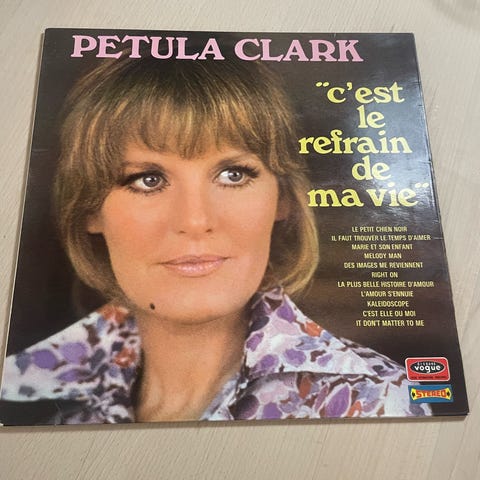 PETULA CLARK
"c'est
le
refrain
de
ma vie"
LE PETIT CHIEN NOIR
IL FAUT TROUVER LE TEMPS D'AIMER
MARIE ET SON ENFANT
MELODY MAN
DES IMAGES ME REVIENNENT
RIGHT ON
LA PLUS BELLE HISTOIRE D'AMOUR
L'AMOUR S'ENNUIE
KALEIDOSCOPE
C'EST ELLE OU MOI
IT DON'T MATTER TO ME
vogue
STEREO